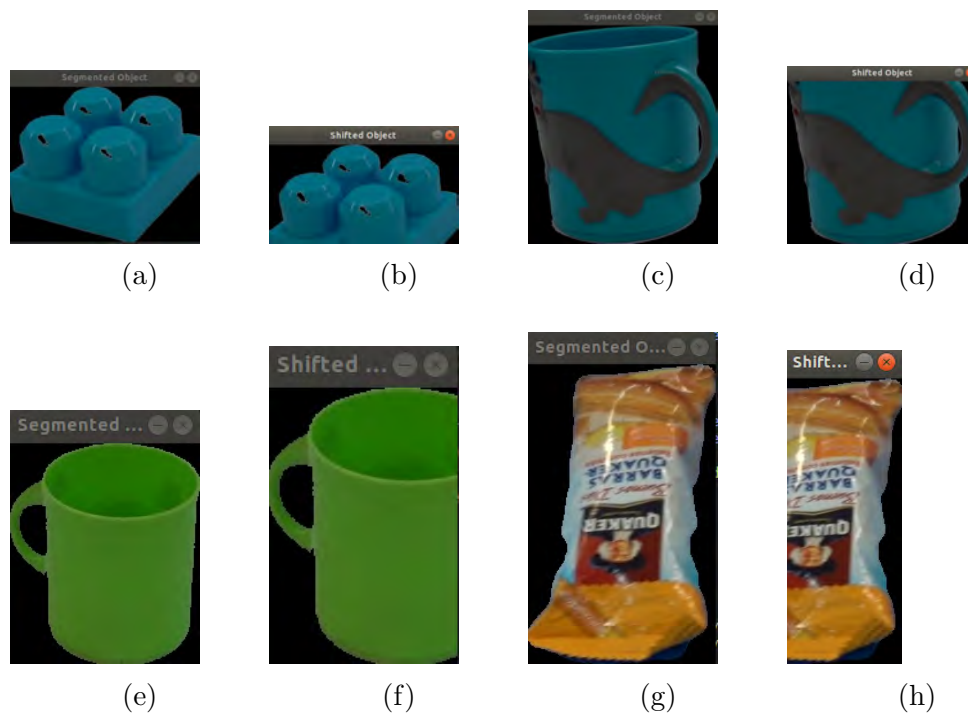 Segmented Object
Shifted Object
Segmented Object
Shifted Object
(a)
(b)
(c)
(d)
Segmented ...
Shifted ...
Segmented O...
Shift...
BARRAS
QUAKER
QUAKER
(e)
(f)
(g)
(h)